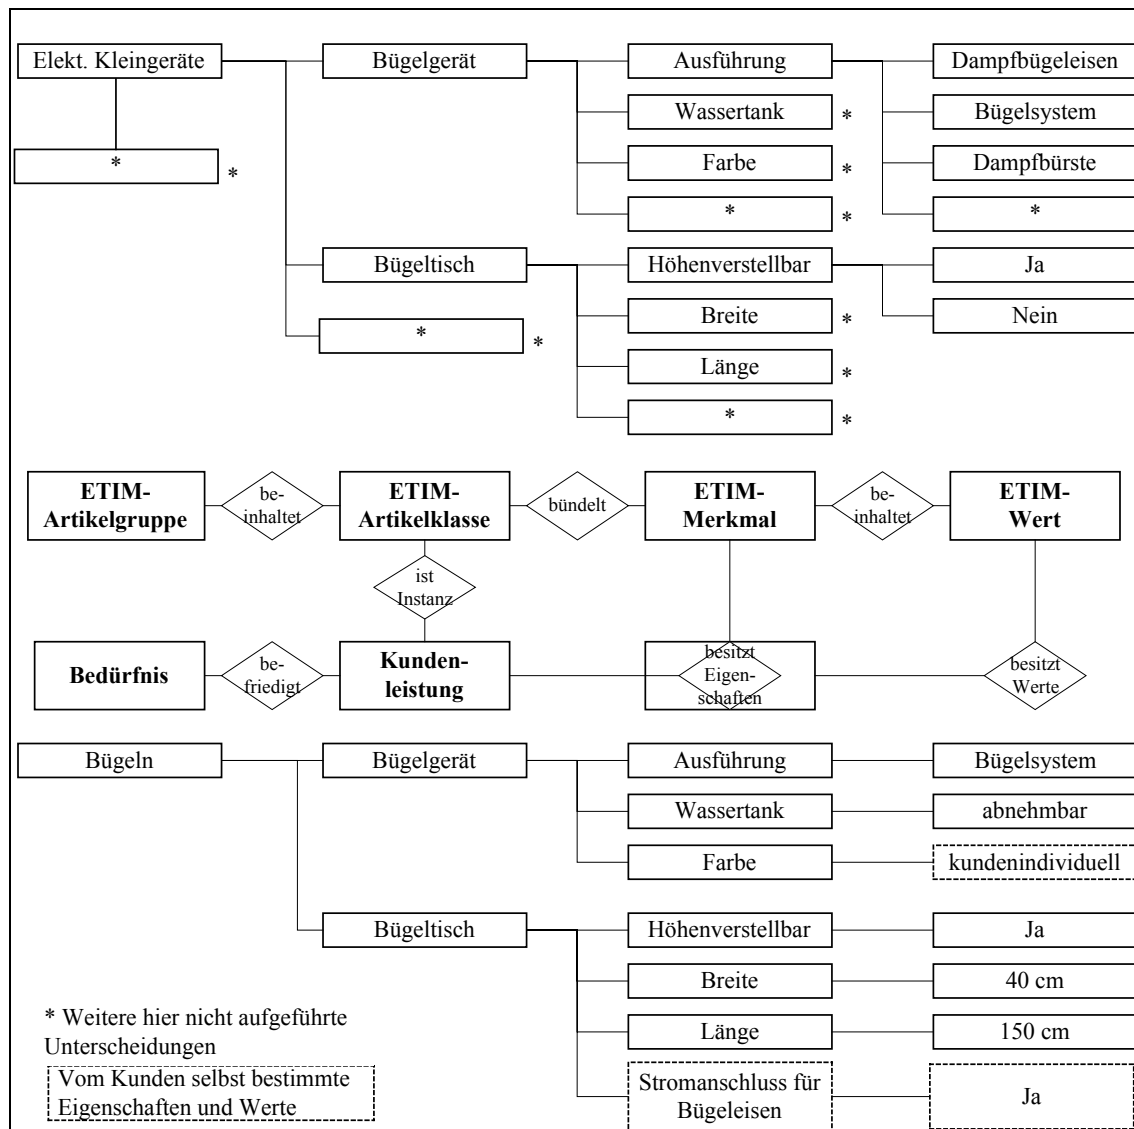 Elekt. Kleingeräte
Bügelgerät
Ausführung
Dampfbügeleisen
Wassertank
*
Bügelsystem
*
*
Farbe
*
Dampfbürste
*
*
*
Bügeltisch
Höhenverstellbar
Ja
*
*
Breite
*
Nein
Länge
*
*
*
ETIM-
Artikelgruppe
be-
inhaltet
ETIM-
Artikelklasse
bündelt
ETIM-
Merkmal
be-
inhaltet
ETIM-
Wert
ist
Instanz
Bedürfnis
be-
friedigt
Kunden-
leistung
besitzt
Eigen-
schaften
besitzt
Werte
Bügeln
Bügelgerät
Ausführung
Bügelsystem
Wassertank
abnehmbar
Farbe
kundenindividuell
Bügeltisch
Höhenverstellbar
Ja
Breite
40 cm
Länge
150 cm
Stromanschluss für
Bügeleisen
Ja
* Weitere hier nicht aufgeführte
Unterscheidungen
Vom Kunden selbst bestimmte
Eigenschaften und Werte